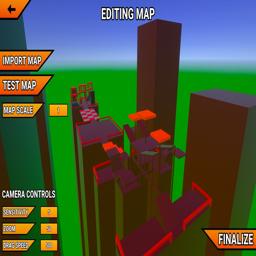 EDITING MAP
IMPORT MAP
TEST MAP
MAP SCALE
CAMERA CONTROLS
SENSITIVITY
ZOOM
DRAG SPEED
FINALIZE